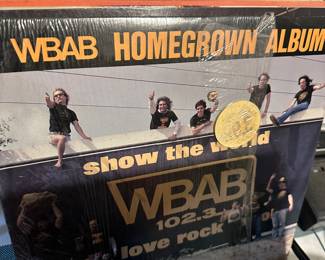 WBAB HOMEGROWN ALBUM
show the world
WBAB
102.3
love rock